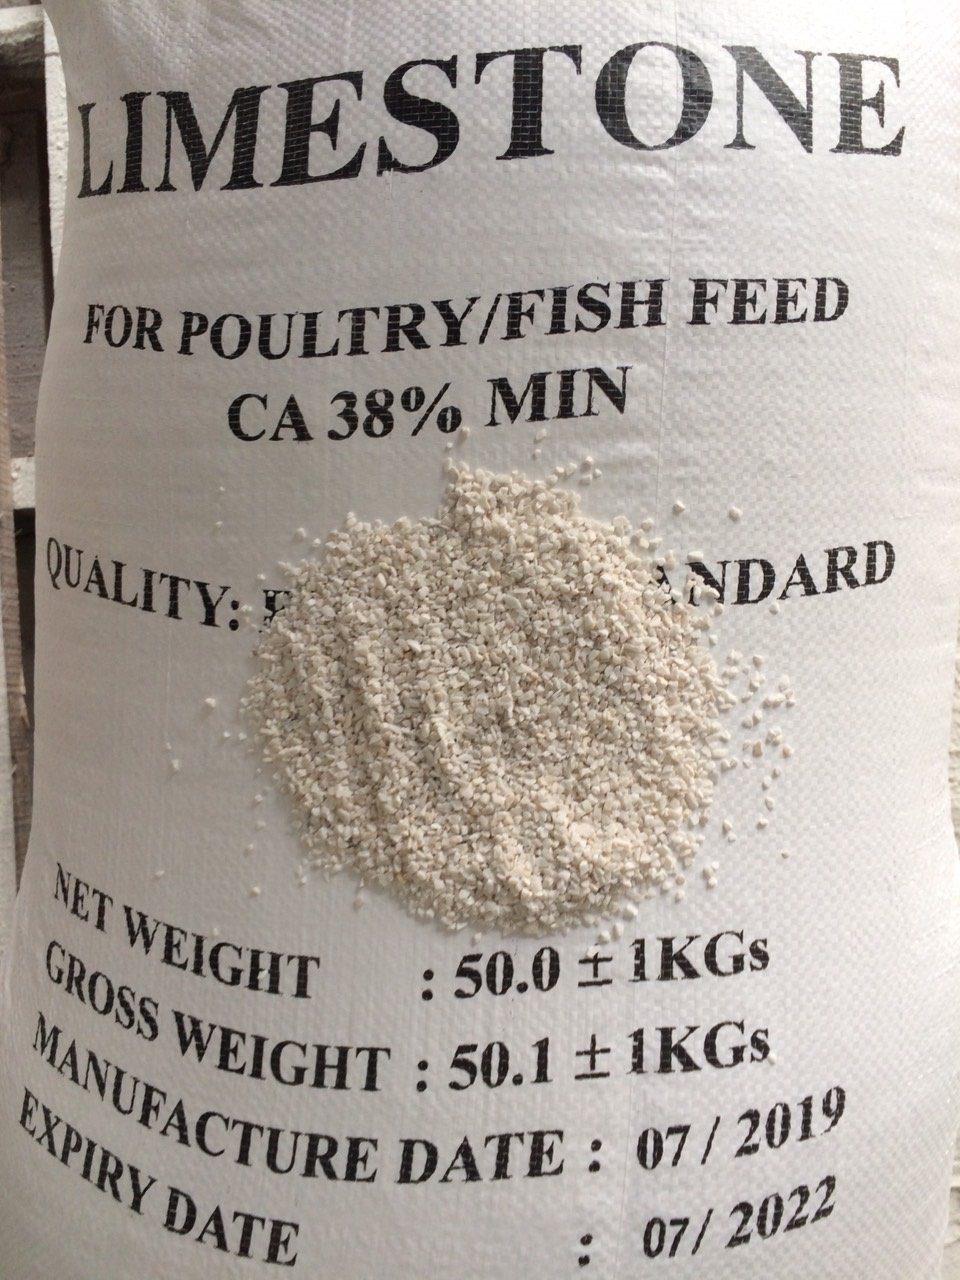 LIMESTONE
FOR POULTRY/FISH FEED
CA 38% MIN
QUALITY:
NET WEIGHT : 50.0 ± 1KGs
GROSS WEIGHT : 50.1 ± 1KGs
MANUFACTURE DATE : 07 / 2019
EXPIRY DATE : 07/ 2022